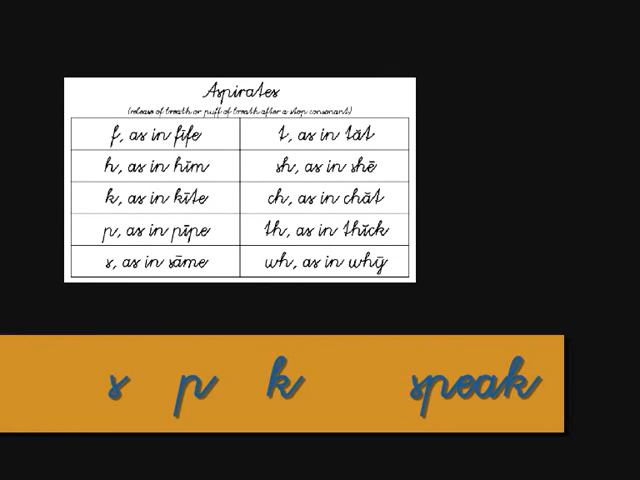 Aspirates
(release of breath or puff of breath after a stop consonant)
f, as in fīfe
t, as in tăt
h, as in hĭm
sh, as in shē
k, as in kīte
ch, as in chăt
p, as in pīpe
th, as in thĭck
s, as in sāme
wh, as in whȳ
s p k speak